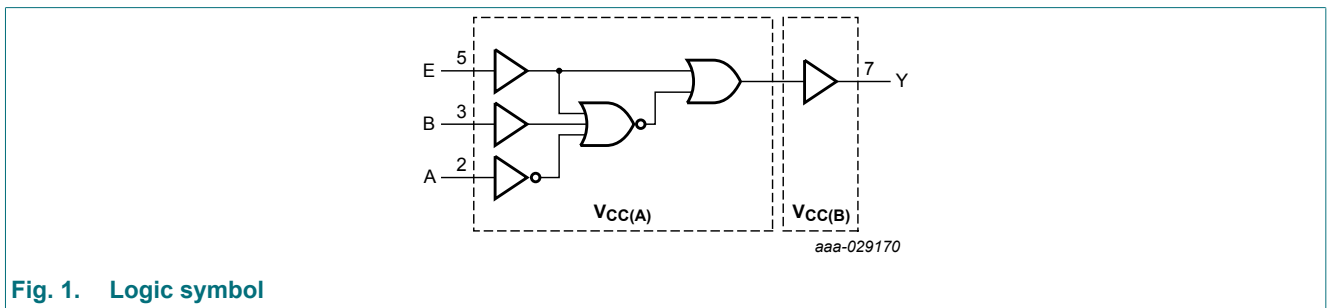 E 5
B 3
A 2
7 Y
VCC(A) VCC(B)
aaa-029170
Fig. 1. Logic symbol